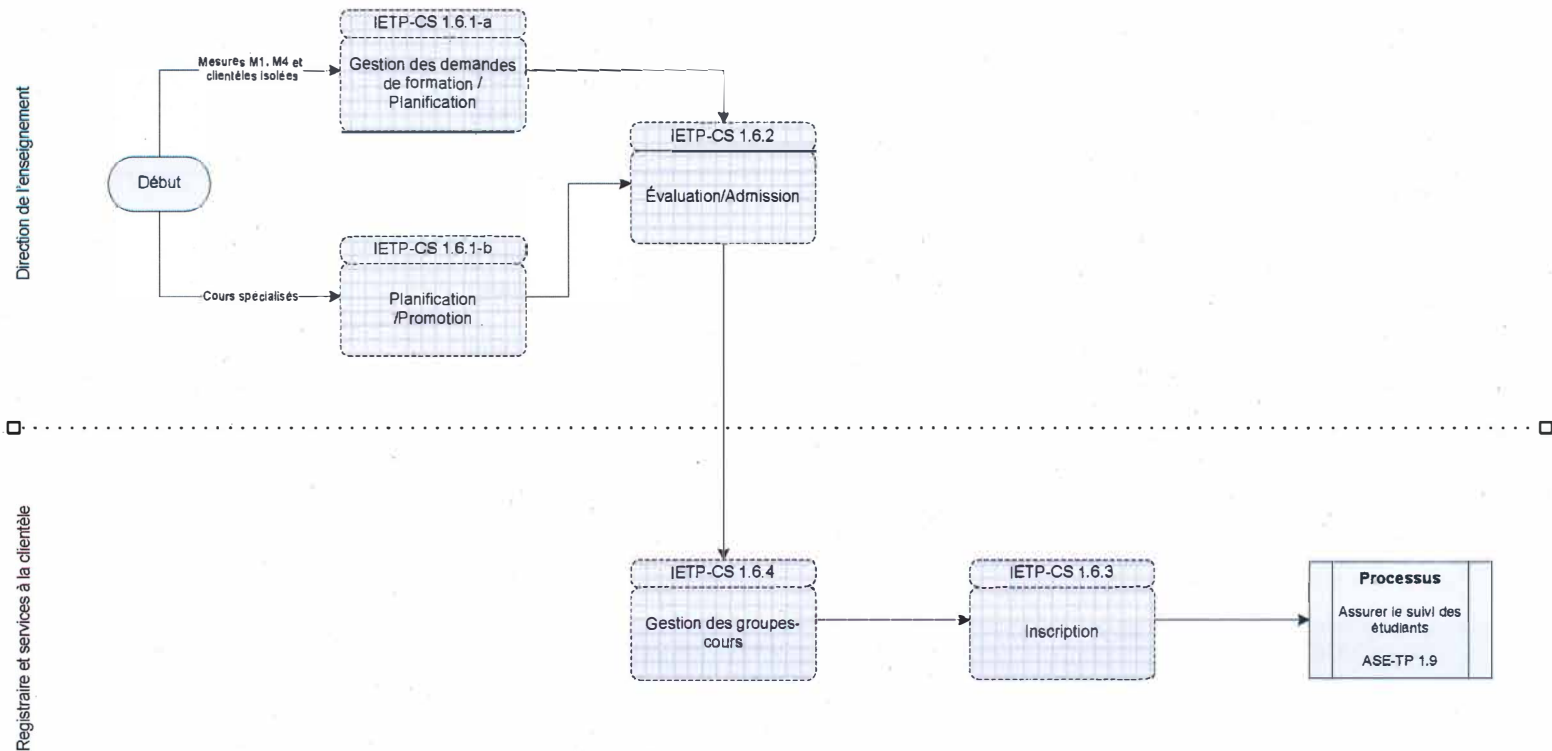 Direction de l'enseignement
Début
Mesures M1, M4 et
clientèles isolées
Cours spécialisés
IETP-CS 1.6.1-a
Gestion des demandes
de formation /
Planification
IETP-CS 1.6.1-b
Planification
/Promotion
IETP-CS 1.6.2
Évaluation/Admission
Registraire et services à la clientèle
IETP-CS 1.6.4
Gestion des groupes-
cours
IETP-CS 1.6.3
Inscription
Processus
Assurer le suivi des
étudiants
ASE-TP 1.9